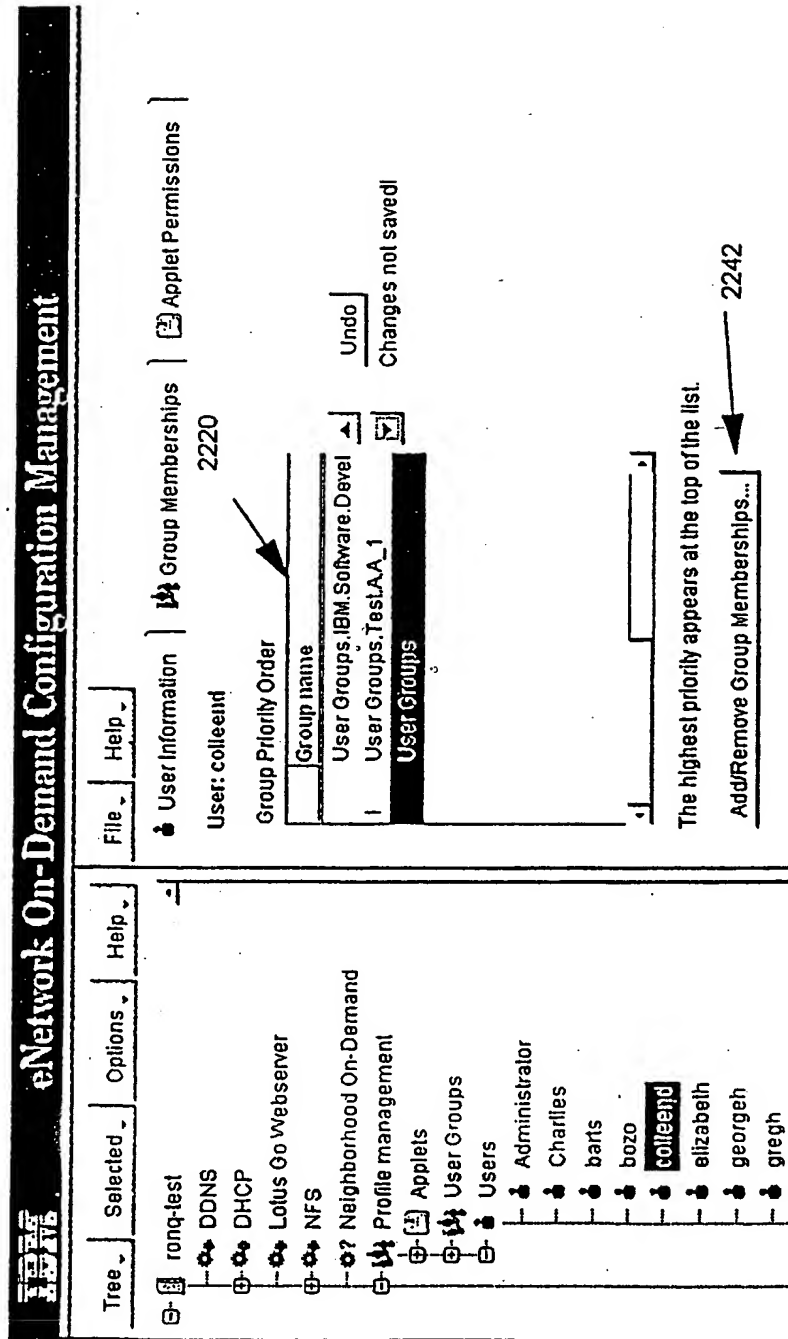 IBM eNetwork On-Demand Configuration Management
Tree Selected Options Help
ronq-test
DDNS
DHCP
Lotus Go Webserver
NFS
? Neighborhood On-Demand
Profile management
Applets
User Groups
Users
Administrator
Charlies
barts
bozo
colleend
elizabeth
georgeh
gregh
File Help
User Information Group Memberships Applet Permissions
User: colleend
2220
Group Priority Order
Group name
User Groups.IBM.Software.Devel
User Groups.Test.AA_1
User Groups
Undo
Changes not saved!
The highest priority appears at the top of the list.
Add/Remove Group Memberships...
2242